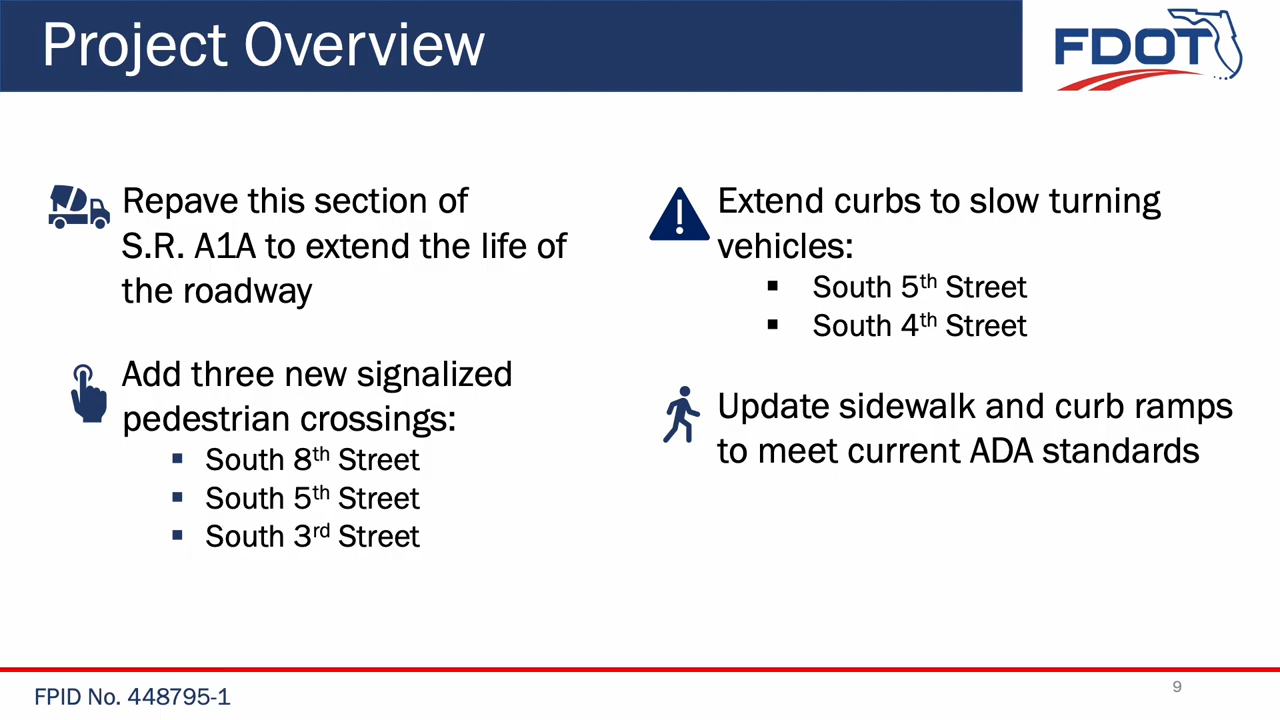 Project Overview
FDOT
Repave this section of
S.R. A1A to extend the life of
the roadway
Add three new signalized
pedestrian crossings:
▪ South 8th Street
▪ South 5th Street
▪ South 3rd Street
Extend curbs to slow turning
vehicles:
▪ South 5th Street
▪ South 4th Street
Update sidewalk and curb ramps
to meet current ADA standards
FPID No. 448795-1
9